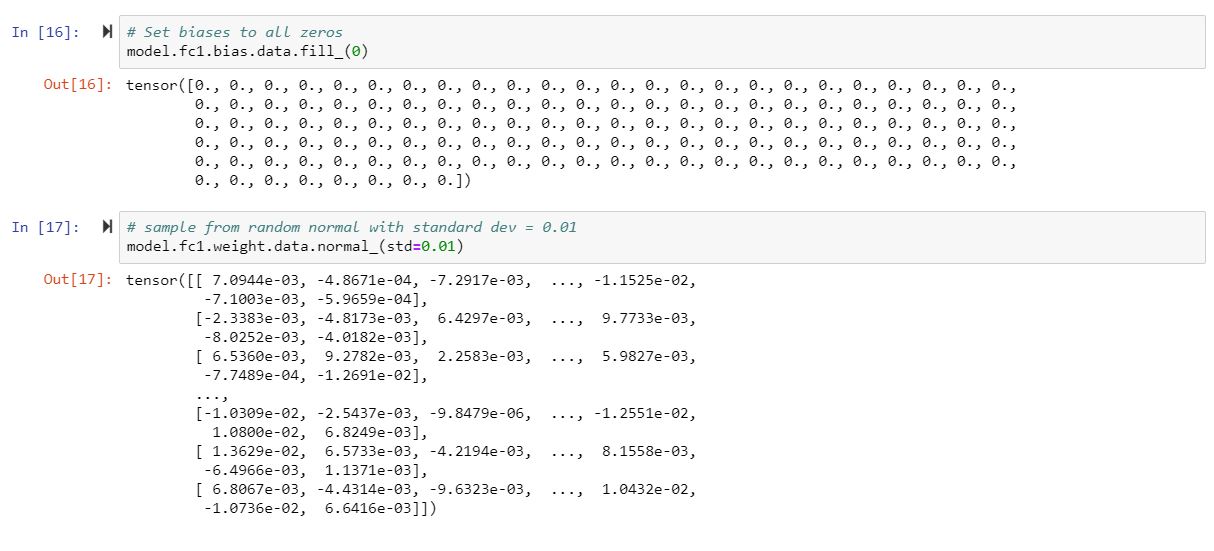 In [16]: # Set biases to all zeros
model.fc1.bias.data.fill_(0)
Out[16]: tensor([0., 0., 0., 0., 0., 0., 0., 0., 0., 0., 0., 0., 0., 0., 0., 0., 0., 0., 0., 0., 0., 0., 0., 0.,
0., 0., 0., 0., 0., 0., 0., 0., 0., 0., 0., 0., 0., 0., 0., 0., 0., 0., 0., 0., 0., 0., 0., 0.,
0., 0., 0., 0., 0., 0., 0., 0., 0., 0., 0., 0., 0., 0., 0., 0., 0., 0., 0., 0., 0., 0., 0., 0.,
0., 0., 0., 0., 0., 0., 0., 0., 0., 0., 0., 0., 0., 0., 0., 0., 0., 0., 0., 0., 0., 0., 0., 0.,
0., 0., 0., 0., 0., 0., 0., 0., 0., 0., 0., 0., 0., 0., 0., 0., 0., 0., 0., 0., 0., 0., 0., 0.,
0., 0., 0., 0., 0., 0., 0., 0.])
In [17]: # sample from random normal with standard dev = 0.01
model.fc1.weight.data.normal_(std=0.01)
Out[17]: tensor([[ 7.0944e-03, -4.8671e-04, -7.2917e-03, ..., -1.1525e-02,
-7.1003e-03, -5.9659e-04],
[-2.3383e-03, -4.8173e-03, 6.4297e-03, ..., 9.7733e-03,
-8.0252e-03, -4.0182e-03],
[ 6.5360e-03, 9.2782e-03, 2.2583e-03, ..., 5.9827e-03,
-7.7489e-04, -1.2691e-02],
...,
[-1.0309e-02, -2.5437e-03, -9.8479e-06, ..., -1.2551e-02,
1.0800e-02, 6.8249e-03],
[ 1.3629e-02, 6.5733e-03, -4.2194e-03, ..., 8.1558e-03,
-6.4966e-03, 1.1371e-03],
[ 6.8067e-03, -4.4314e-03, -9.6323e-03, ..., 1.0432e-02,
-1.0736e-02, 6.6416e-03]])